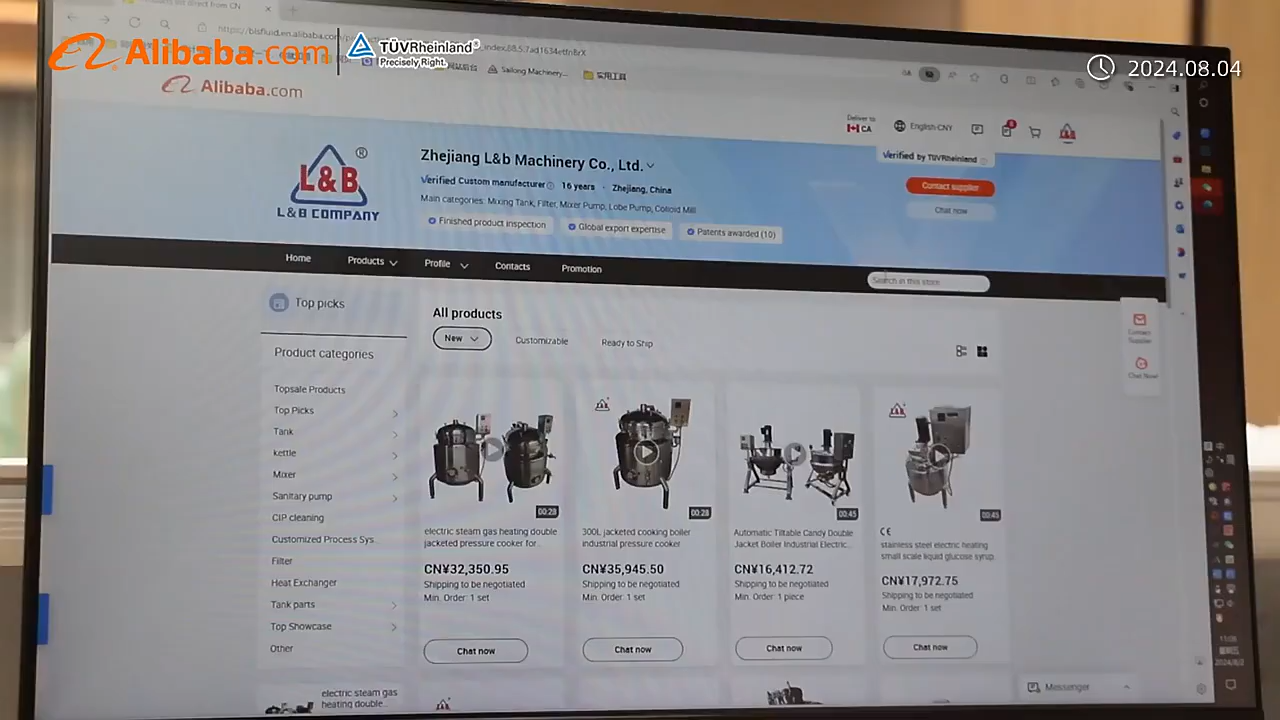 Alibaba.com
TÜVRheinland®
Precisely Right.
2024.08.04
Sailong Machinery...
实用工具
Alibaba.com
Deliver to
CA
English-CNY
Zhejiang L&b Machinery Co., Ltd.
Verified by TÜVRheinland
L&B ®
L&B COMPANY
Verified Custom manufacturer 16 years · Zhejiang, China
Contact supplier
Main categories: Mixing Tank, Filter, Mixer Pump, Lobe Pump, Colloid Mill
Chat now
Finished product inspection
Global export expertise
Patents awarded (10)
Home
Products
Profile
Contacts
Promotion
Search in this store
Top picks
All products
New
Customizable
Ready to Ship
Contact
Supplier
Chat Now
Product categories
Topsale Products
Top Picks
Tank
kettle
Mixer
Sanitary pump
CIP cleaning
Customized Process Sys...
Filter
Heat Exchanger
Tank parts
Top Showcase
Other
00:28
electric steam gas heating double
jacketed pressure cooker for...
CN¥32,350.95
Shipping to be negotiated
Min. Order: 1 set
Chat now
00:28
300L jacketed cooking boiler
industrial pressure cooker
CN¥35,945.50
Shipping to be negotiated
Min. Order: 1 set
Chat now
00:45
Automatic Tiltable Candy Double
Jacket Boiler Industrial Electric...
CN¥16,412.72
Shipping to be negotiated
Min. Order: 1 piece
Chat now
00:45
CE
stainless steel electric heating
small scale liquid glucose syrup...
CN¥17,972.75
Shipping to be negotiated
Min. Order: 1 set
Chat now
electric steam gas
heating double...
Messenger